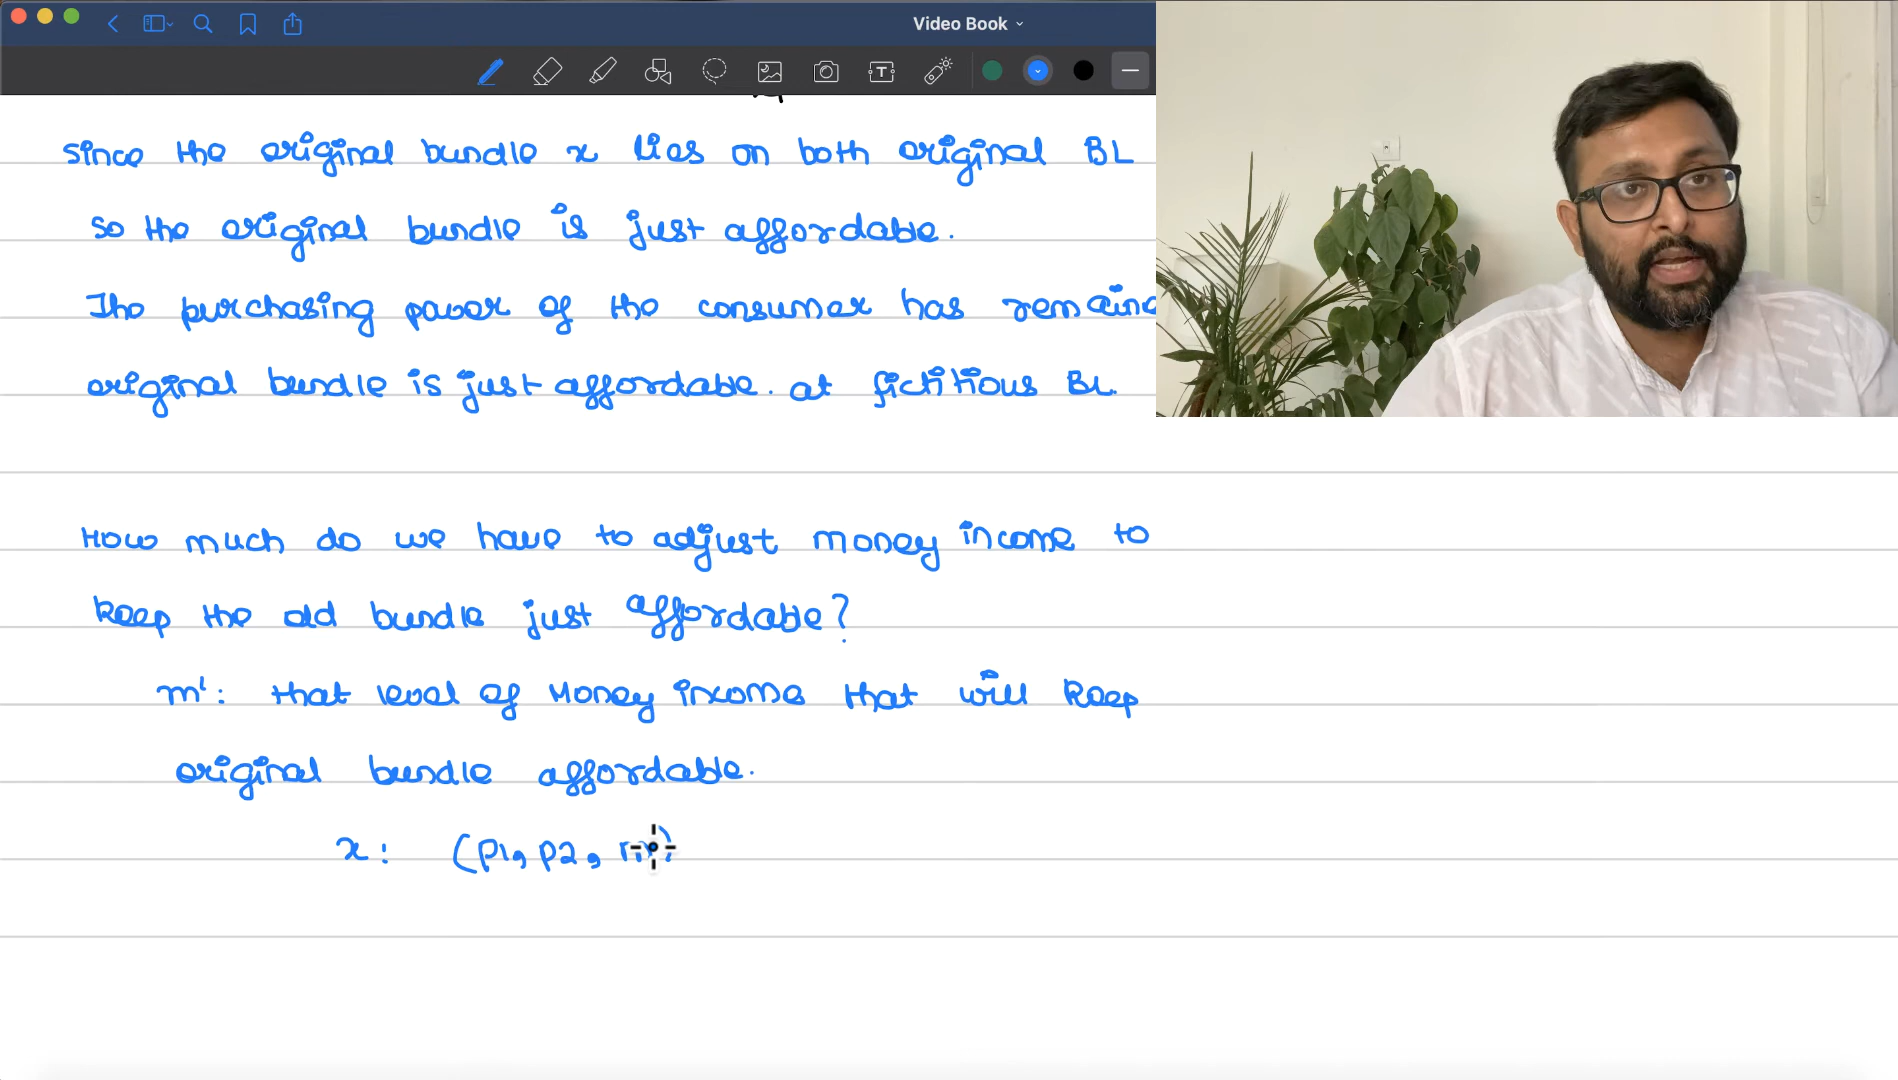 Video Book
since the original bundle x lies on both original BL
so the original bundle is just affordable.
The purchasing power of the consumer has remain
original bundle is just affordable. at fictitious BL.
How much do we have to adjust money income to
keep the old bundle just affordable?
m': that level of Money income that will keep
original bundle affordable.
x: (p1, p2, m)